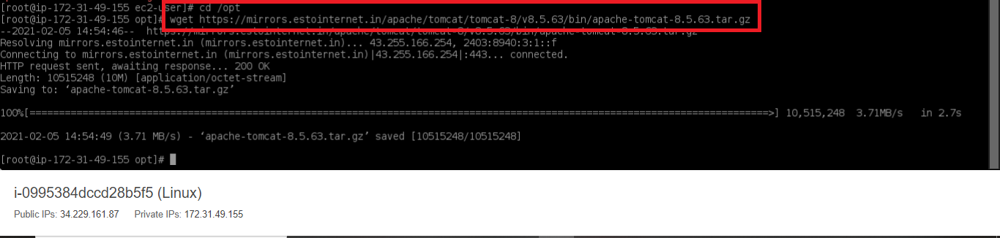 [root@ip-172-31-49-155 ec2-user]# cd /opt
[root@ip-172-31-49-155 opt]# wget https://mirrors.estointernet.in/apache/tomcat/tomcat-8/v8.5.63/bin/apache-tomcat-8.5.63.tar.gz
--2021-02-05 14:54:46-- https://mirrors.estointernet.in/apache/tomcat/tomcat-8/v8.5.63/bin/apache-tomcat-8.5.63.tar.gz
Resolving mirrors.estointernet.in (mirrors.estointernet.in)... 43.255.166.254, 2403:8940:3:1::f
Connecting to mirrors.estointernet.in (mirrors.estointernet.in)|43.255.166.254|:443... connected.
HTTP request sent, awaiting response... 200 OK
Length: 10515248 (10M) [application/octet-stream]
Saving to: ‘apache-tomcat-8.5.63.tar.gz’
100%[=====================================================================================================================>] 10,515,248 3.71MB/s in 2.7s
2021-02-05 14:54:49 (3.71 MB/s) - ‘apache-tomcat-8.5.63.tar.gz’ saved [10515248/10515248]
[root@ip-172-31-49-155 opt]#
i-0995384dccd28b5f5 (Linux)
Public IPs: 34.229.161.87 Private IPs: 172.31.49.155